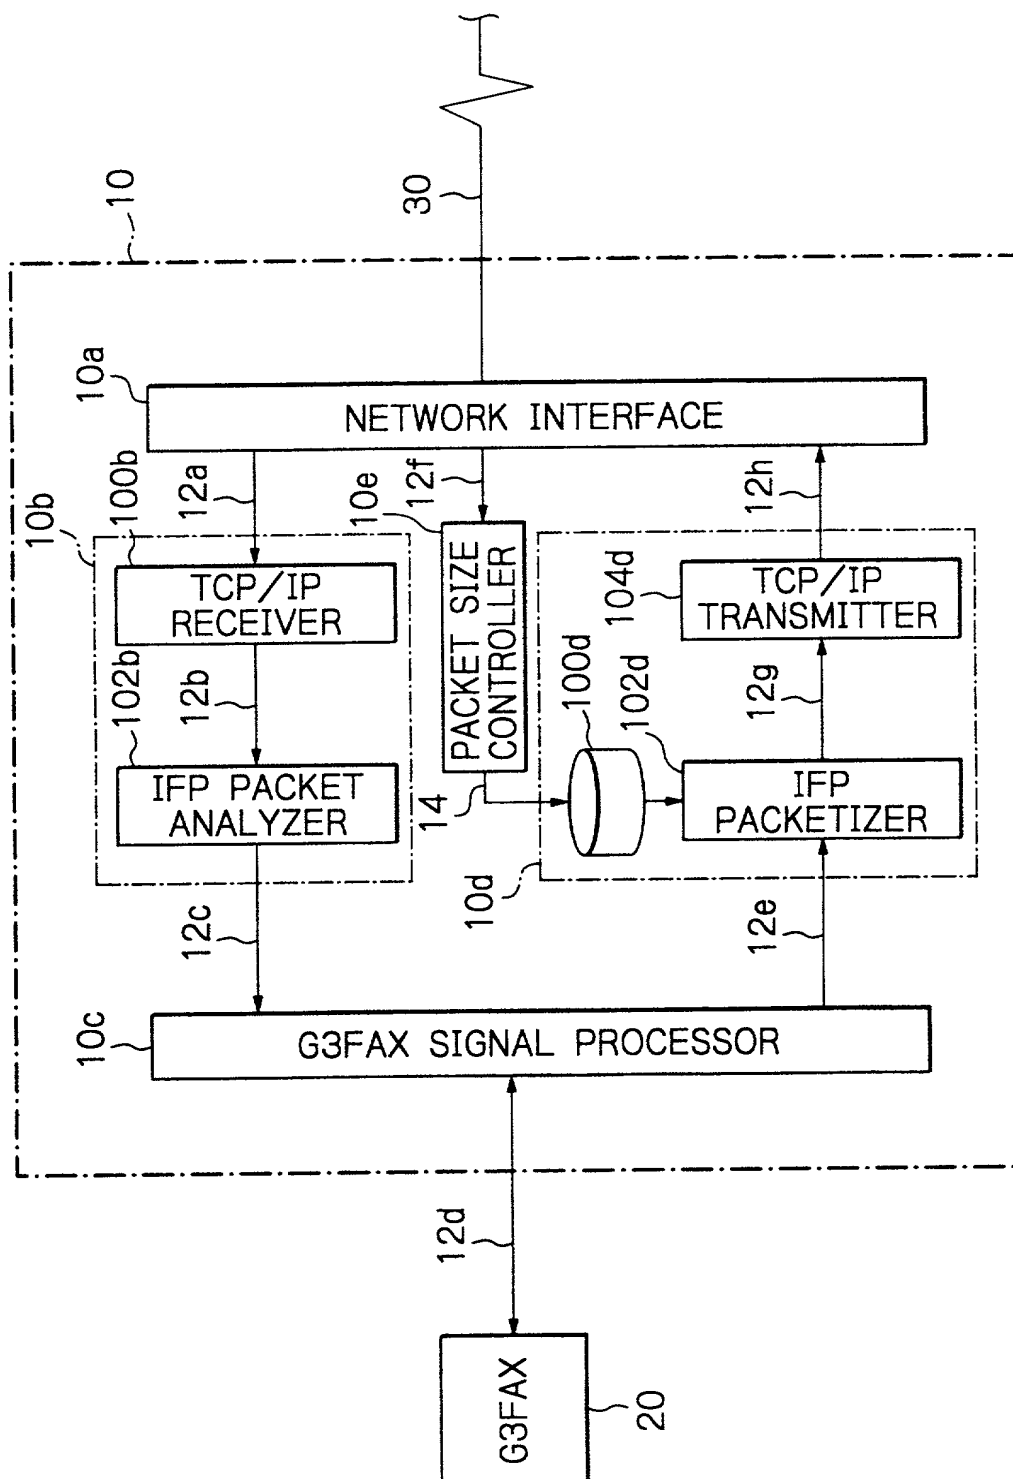 10
30
10a
NETWORK INTERFACE
10b
100b
12a
10e
12f
12h
TCP/IP
RECEIVER
PACKET SIZE
CONTROLLER
104d
TCP/IP
TRANSMITTER
102b
12b
100d
102d
12g
IFP PACKET
ANALYZER
14
IFP
PACKETIZER
10d
12c
12e
10c
G3FAX SIGNAL PROCESSOR
12d
G3FAX
20